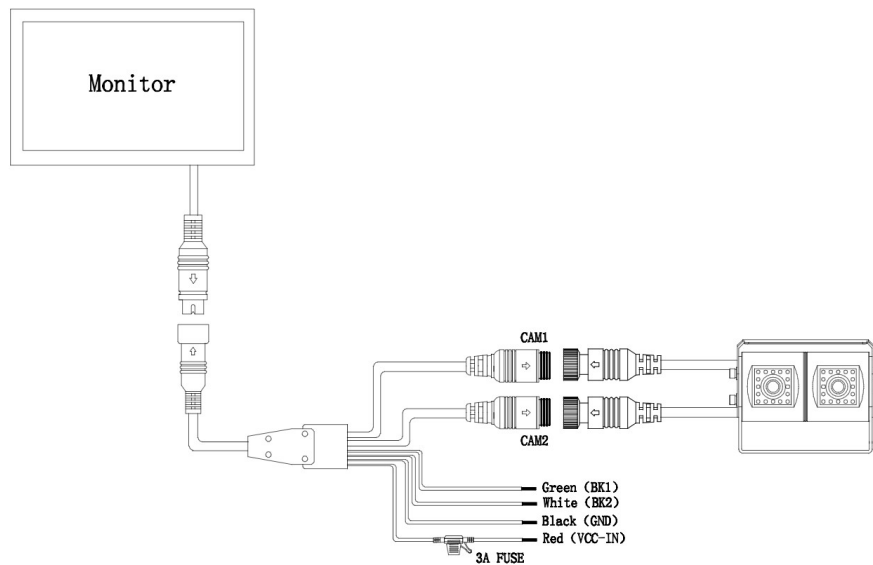 Monitor
CAM1
CAM2
Green (BK1)
White (BK2)
Black (GND)
Red (VCC-IN)
3A FUSE